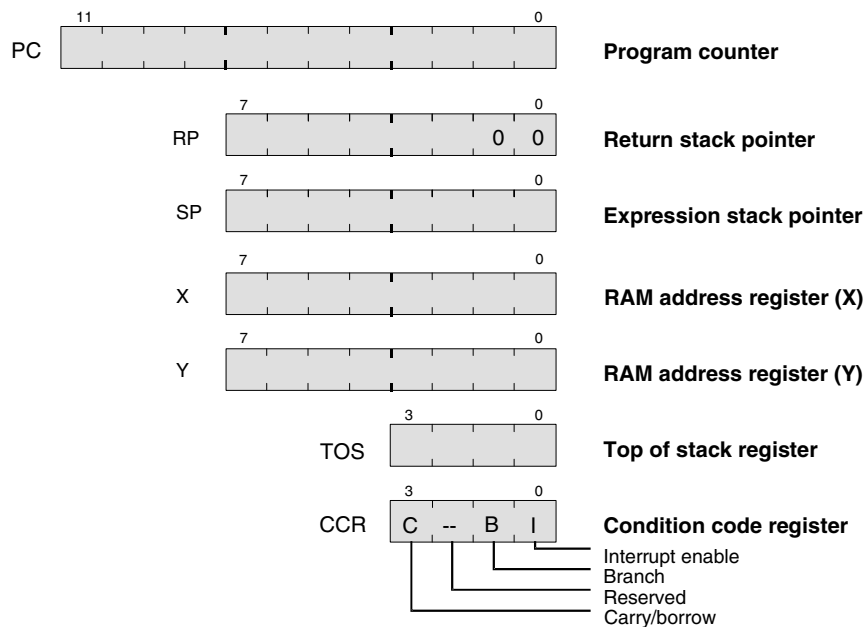 11 0
PC Program counter
7 0
RP 0 0 Return stack pointer
7 0
SP Expression stack pointer
7 0
X RAM address register (X)
7 0
Y RAM address register (Y)
3 0
TOS Top of stack register
3 0
CCR C -- B I Condition code register
Interrupt enable
Branch
Reserved
Carry/borrow